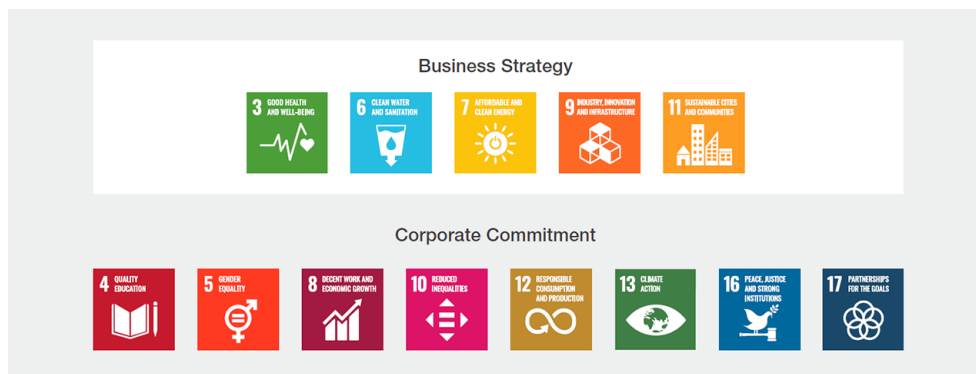 Business Strategy
3 GOOD HEALTH
AND WELL-BEING
6 CLEAN WATER
AND SANITATION
7 AFFORDABLE AND
CLEAN ENERGY
9 INDUSTRY, INNOVATION
AND INFRASTRUCTURE
11 SUSTAINABLE CITIES
AND COMMUNITIES
Corporate Commitment
4 QUALITY
EDUCATION
5 GENDER
EQUALITY
8 DECENT WORK AND
ECONOMIC GROWTH
10 REDUCED
INEQUALITIES
12 RESPONSIBLE
CONSUMPTION
AND PRODUCTION
13 CLIMATE
ACTION
16 PEACE, JUSTICE
AND STRONG
INSTITUTIONS
17 PARTNERSHIPS
FOR THE GOALS